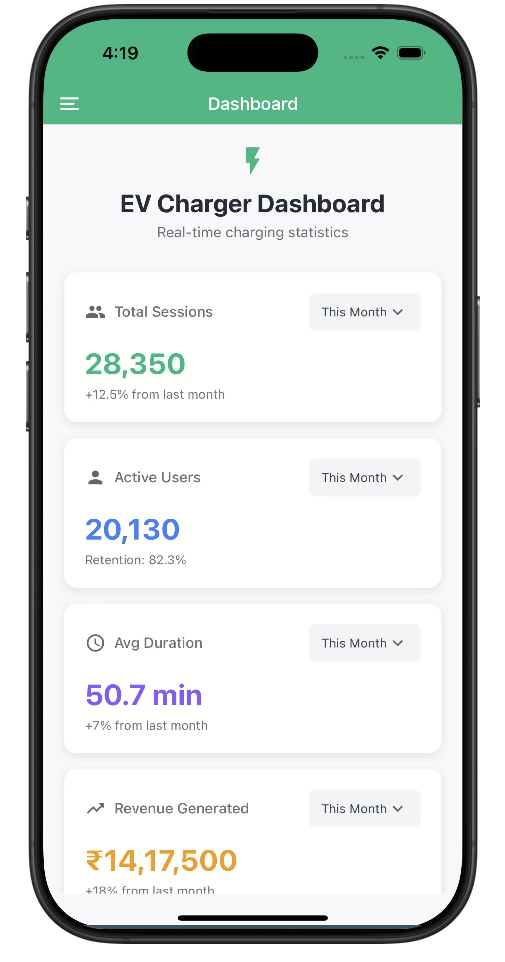 4:19
Dashboard
EV Charger Dashboard
Real-time charging statistics
Total Sessions
This Month
28,350
+12.5% from last month
Active Users
This Month
20,130
Retention: 82.3%
Avg Duration
This Month
50.7 min
+7% from last month
Revenue Generated
This Month
₹14,17,500
+18% from last month